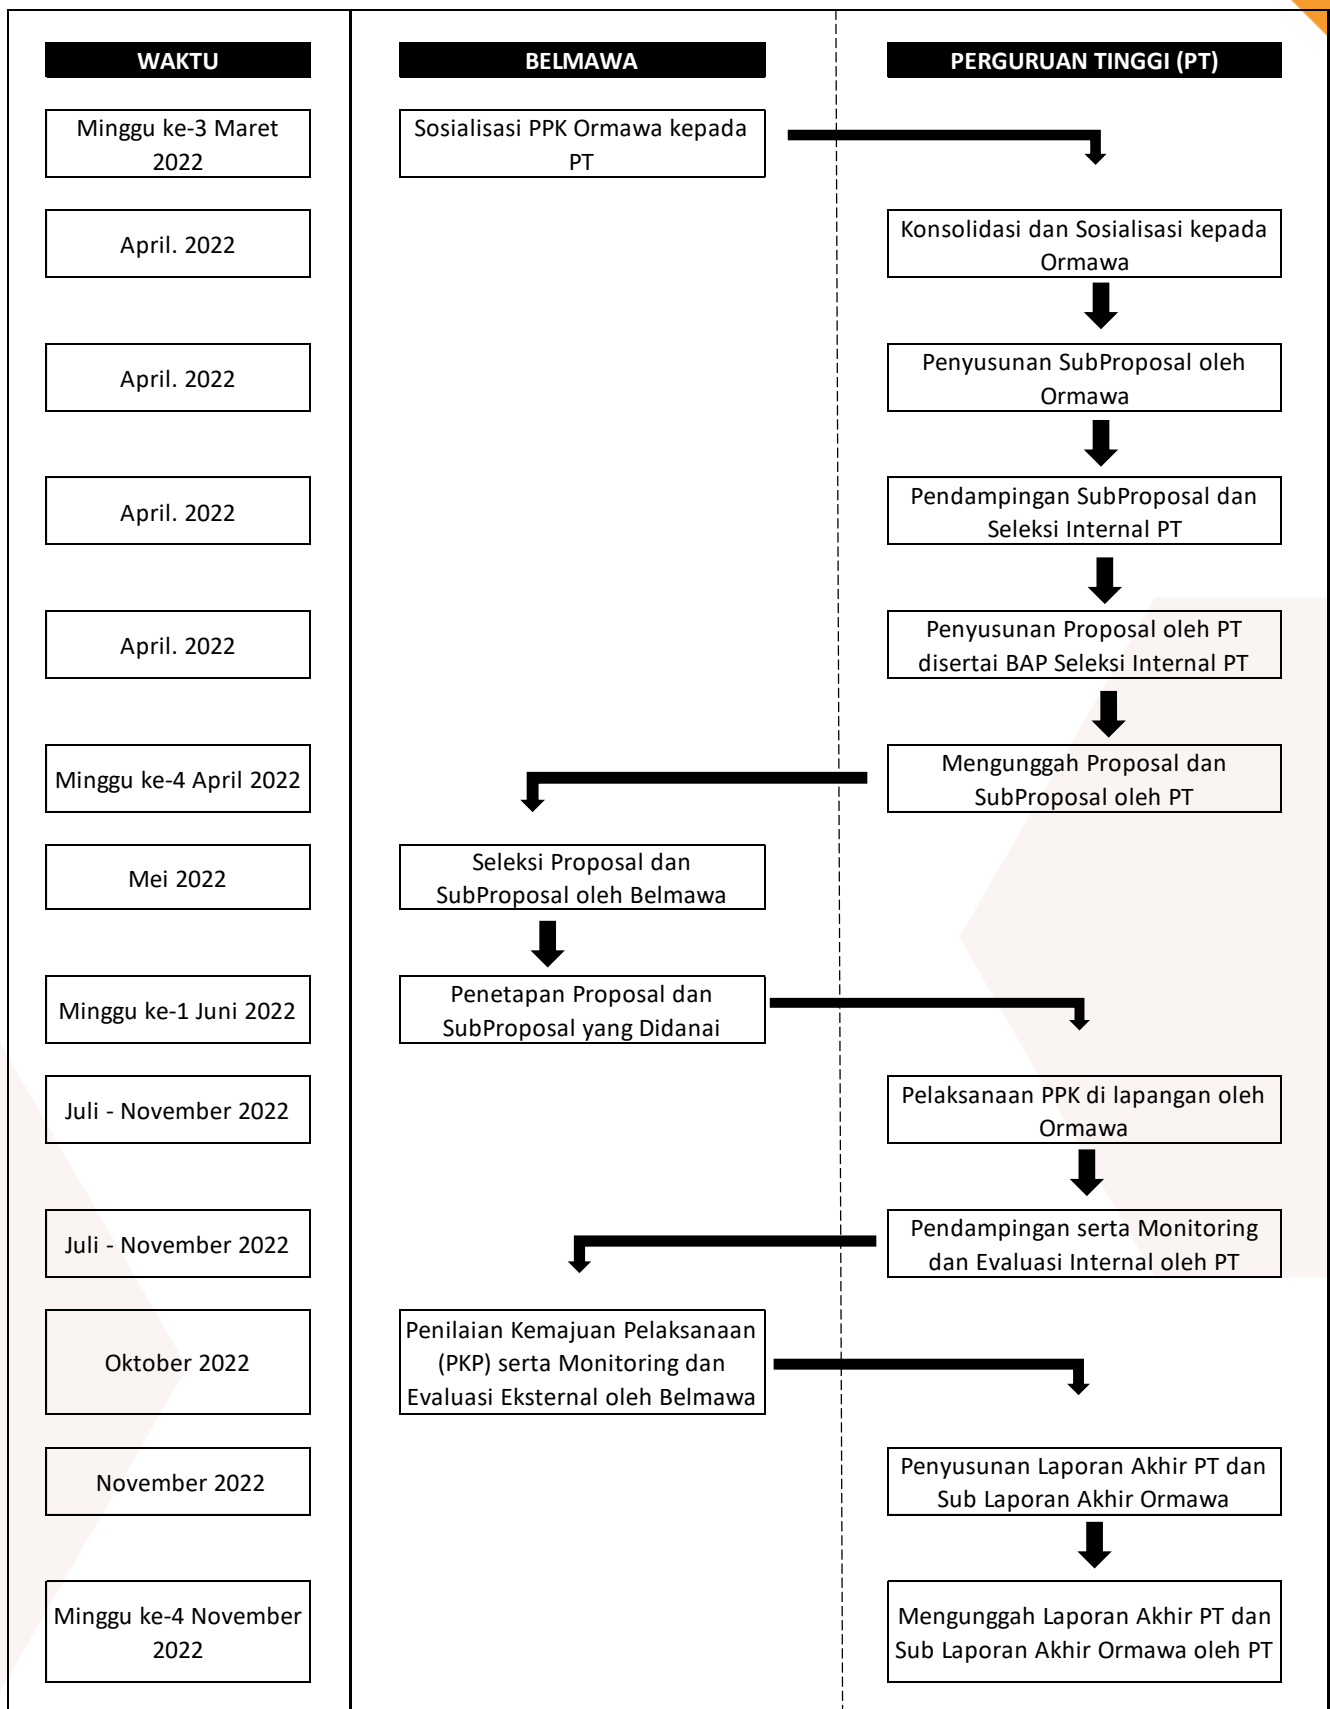 WAKTU
BELMAWA
PERGURUAN TINGGI (PT)
Minggu ke-3 Maret
2022
Sosialisasi PPK Ormawa kepada
PT
April. 2022
Konsolidasi dan Sosialisasi kepada
Ormawa
April. 2022
Penyusunan SubProposal oleh
Ormawa
April. 2022
Pendampingan SubProposal dan
Seleksi Internal PT
April. 2022
Penyusunan Proposal oleh PT
disertai BAP Seleksi Internal PT
Minggu ke-4 April 2022
Mengunggah Proposal dan
SubProposal oleh PT
Mei 2022
Seleksi Proposal dan
SubProposal oleh Belmawa
Minggu ke-1 Juni 2022
Penetapan Proposal dan
SubProposal yang Didanai
Juli - November 2022
Pelaksanaan PPK di lapangan oleh
Ormawa
Juli - November 2022
Pendampingan serta Monitoring
dan Evaluasi Internal oleh PT
Oktober 2022
Penilaian Kemajuan Pelaksanaan
(PKP) serta Monitoring dan
Evaluasi Eksternal oleh Belmawa
November 2022
Penyusunan Laporan Akhir PT dan
Sub Laporan Akhir Ormawa
Minggu ke-4 November
2022
Mengunggah Laporan Akhir PT dan
Sub Laporan Akhir Ormawa oleh PT